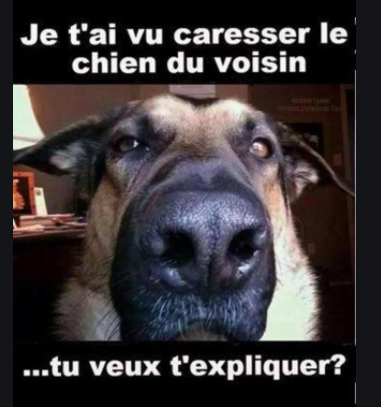 Je t'ai vu caresser le
chien du voisin
...tu veux t'expliquer?